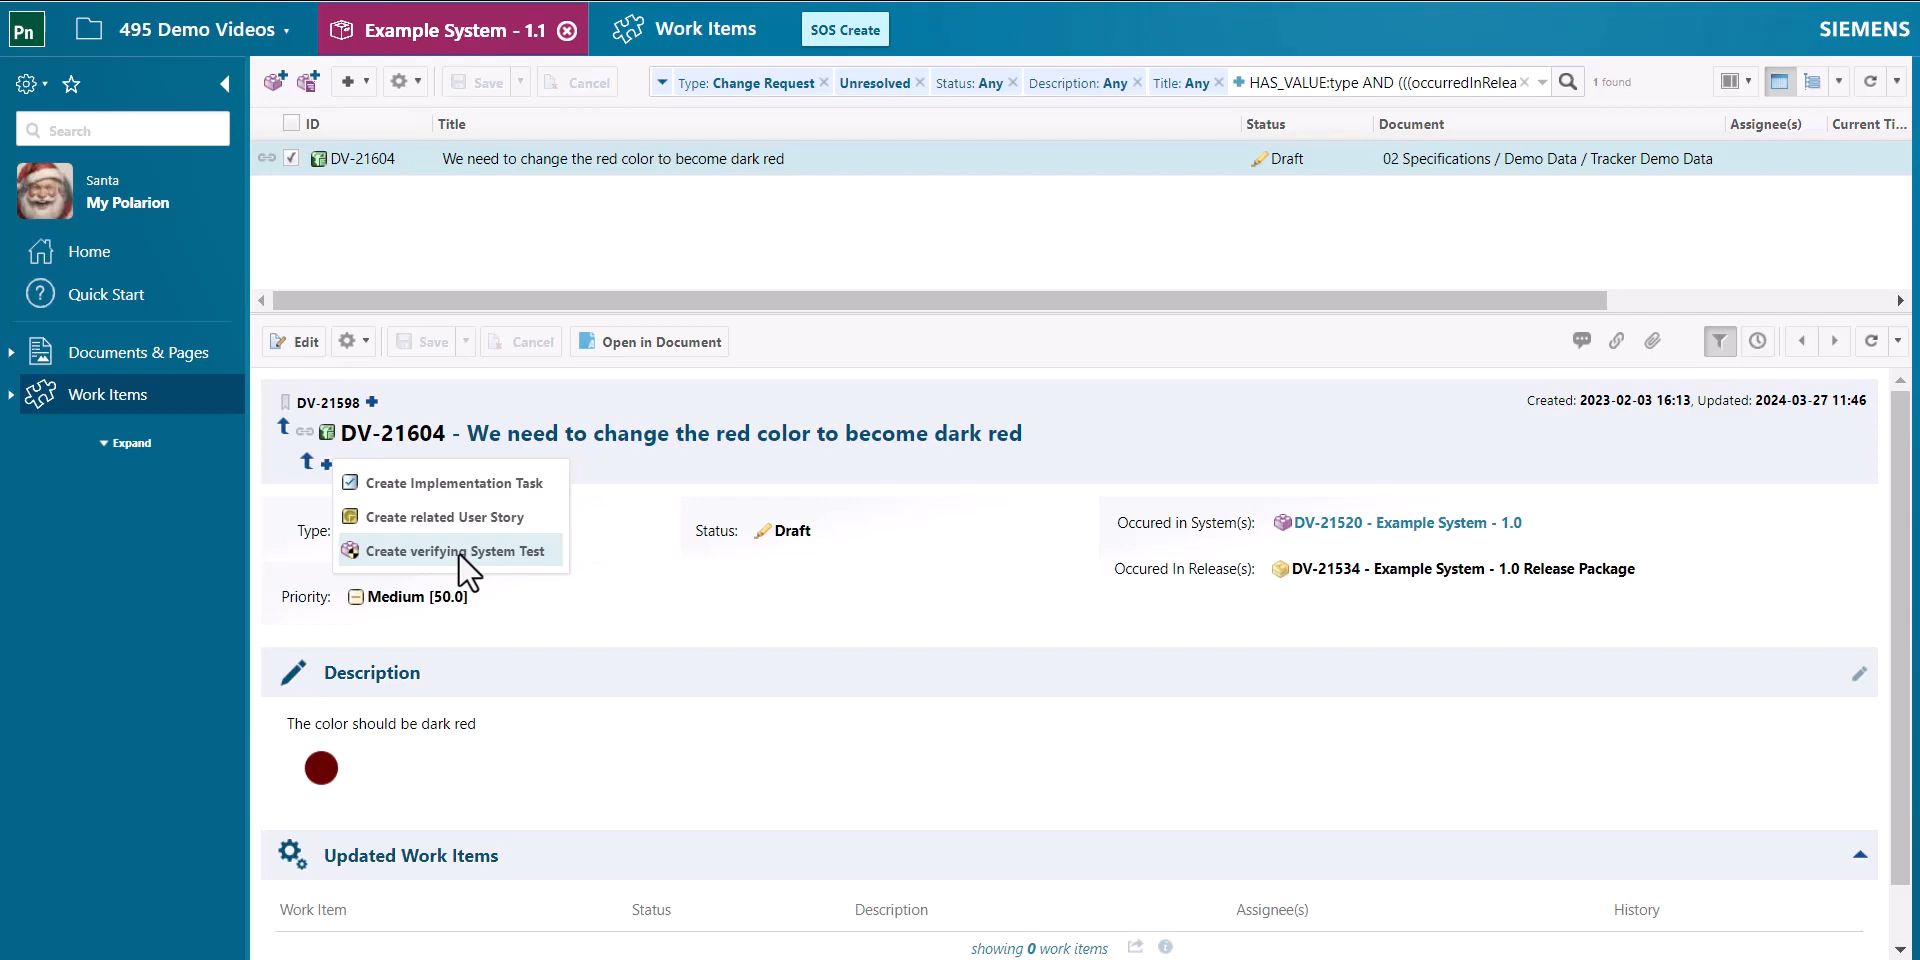 Pn
495 Demo Videos
Example System - 1.1
Work Items
SOS Create
SIEMENS
Search
Santa
My Polarion
Home
Quick Start
Documents & Pages
Work Items
Expand
Save
Cancel
Type: Change Request
Unresolved
Status: Any
Description: Any
Title: Any
HAS_VALUE:type AND (((occurredInRelea
1 found
ID
Title
Status
Document
Assignee(s)
Current Ti...
DV-21604
We need to change the red color to become dark red
Draft
02 Specifications / Demo Data / Tracker Demo Data
Edit
Save
Cancel
Open in Document
DV-21598
Created: 2023-02-03 16:13, Updated: 2024-03-27 11:46
DV-21604 - We need to change the red color to become dark red
Create Implementation Task
Create related User Story
Create verifying System Test
Type:
Status:
Draft
Occured in System(s):
DV-21520 - Example System - 1.0
Occured In Release(s):
DV-21534 - Example System - 1.0 Release Package
Priority:
Medium [50.0]
Description
The color should be dark red
Updated Work Items
Work Item
Status
Description
Assignee(s)
History
showing 0 work items